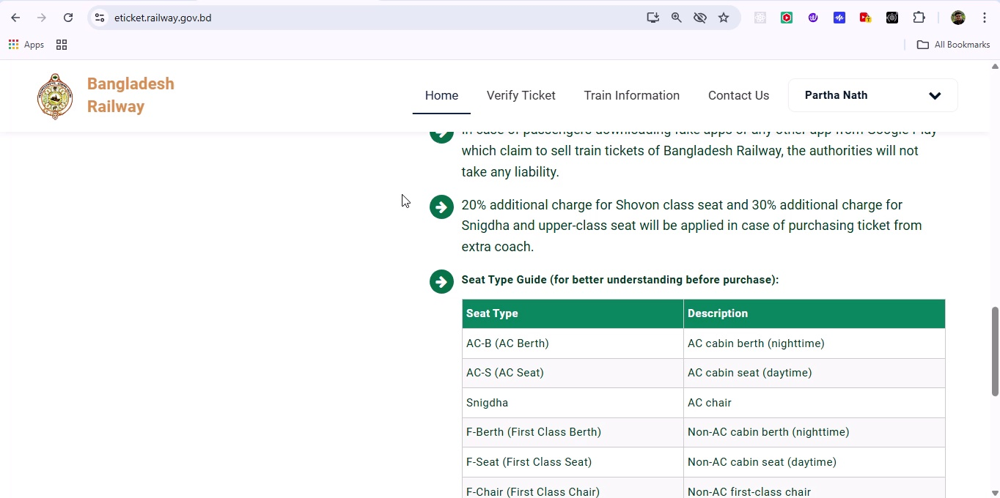 eticket.railway.gov.bd
Apps
All Bookmarks
Bangladesh
Railway
Home
Verify Ticket
Train Information
Contact Us
Partha Nath
In case of passengers downloading fake apps or any other app from Google Play
which claim to sell train tickets of Bangladesh Railway, the authorities will not
take any liability.
20% additional charge for Shovon class seat and 30% additional charge for
Snigdha and upper-class seat will be applied in case of purchasing ticket from
extra coach.
Seat Type Guide (for better understanding before purchase):
Seat Type Description
AC-B (AC Berth) AC cabin berth (nighttime)
AC-S (AC Seat) AC cabin seat (daytime)
Snigdha AC chair
F-Berth (First Class Berth) Non-AC cabin berth (nighttime)
F-Seat (First Class Seat) Non-AC cabin seat (daytime)
F-Chair (First Class Chair) Non-AC first-class chair